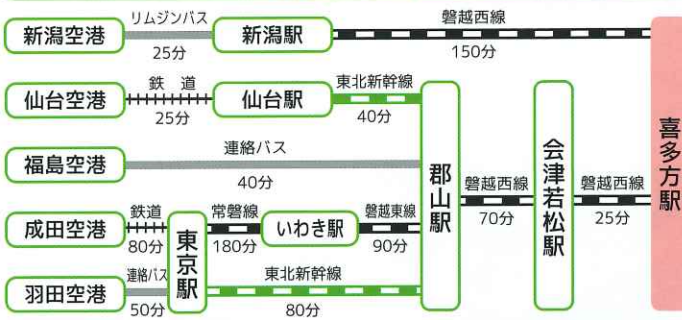 新潟空港 リムジンバス 25分 新潟駅 磐越西線 150分
仙台空港 鉄道 25分 仙台駅 東北新幹線 40分
福島空港 連絡バス 40分
成田空港 鉄道 80分 東京駅 常磐線 180分 いわき駅 磐越東線 90分
羽田空港 連絡バス 50分 東北新幹線 80分
郡山駅 磐越西線 70分 会津若松駅 磐越西線 25分 喜多方駅